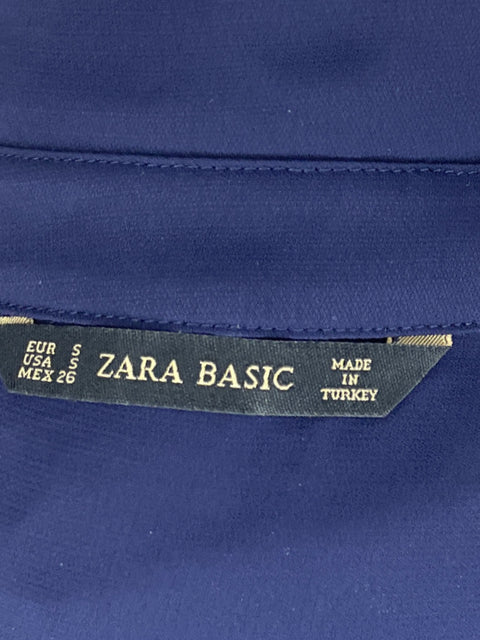 EUR S
USA S
MEX 26
ZARA BASIC
MADE
IN
TURKEY